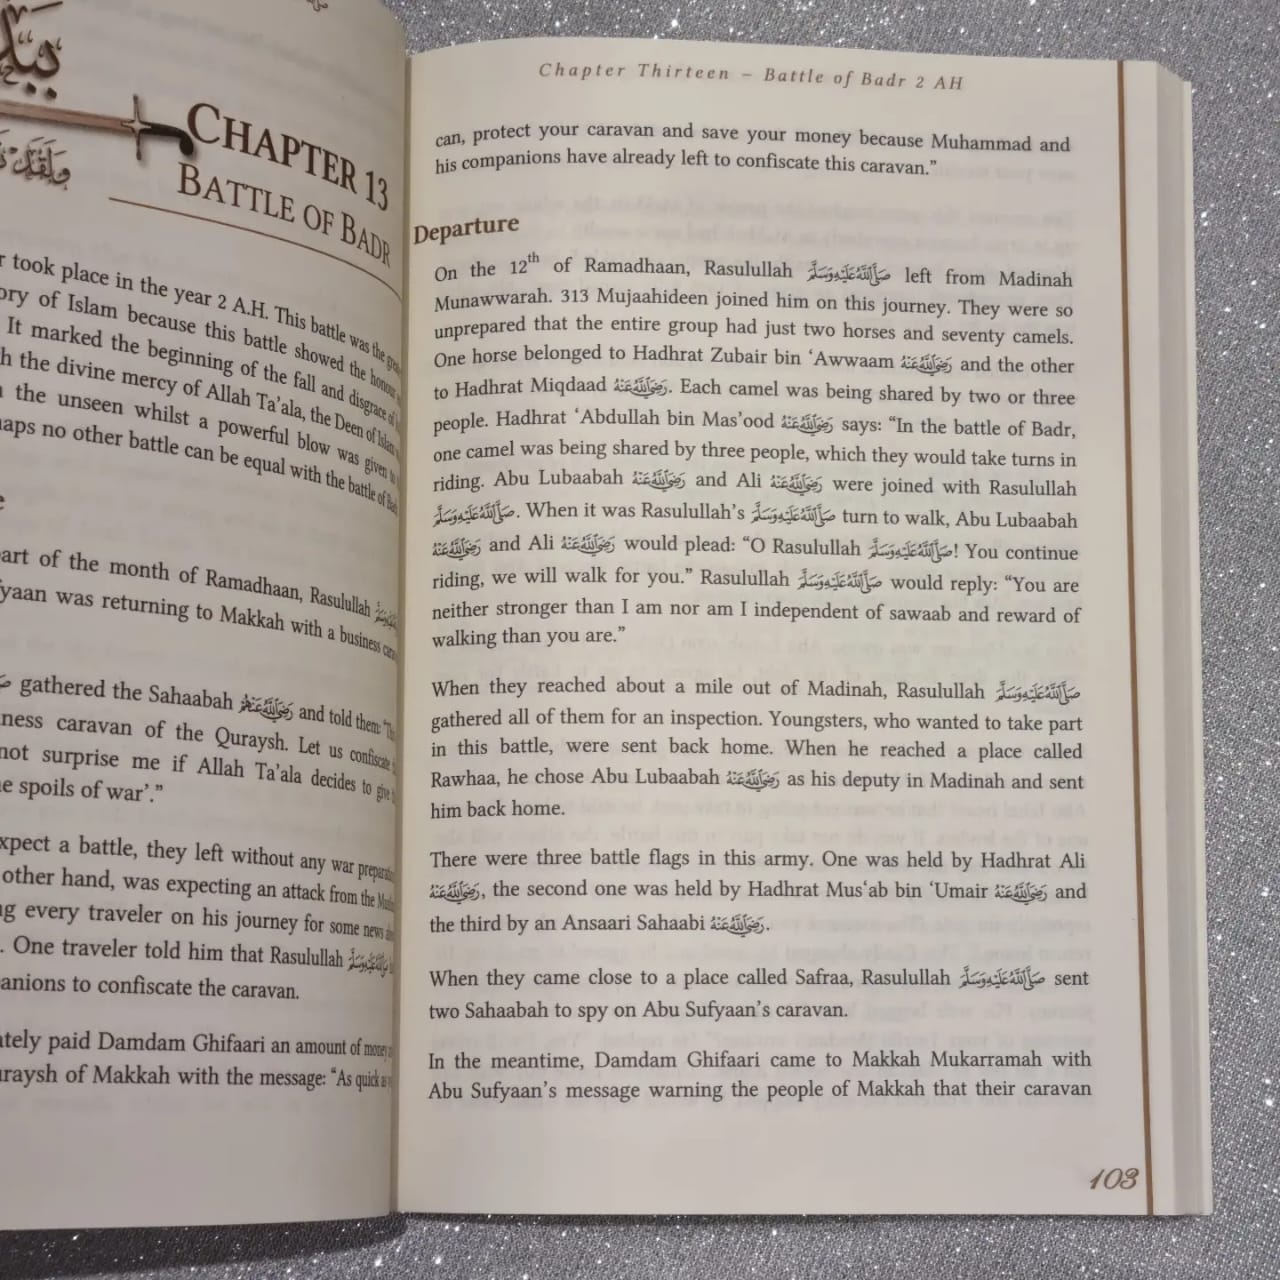 CHAPTER 13
BATTLE OF BADR
took place in the year 2 A.H. This battle was the
of Islam because this battle showed the honour
It marked the beginning of the fall and disgrace of
the divine mercy of Allah Ta’ala, the Deen of Islam
the unseen whilst a powerful blow was given to
no other battle can be equal with the battle of
of the month of Ramadhaan, Rasulullah ﷺ
was returning to Makkah with a business
gathered the Sahaabah رضي الله عنهم and told them:
caravan of the Quraysh. Let us confiscate
not surprise me if Allah Ta’ala decides to give
spoils of war’.”
a battle, they left without any war
other hand, was expecting an attack from the
every traveler on his journey for some news
. One traveler told him that Rasulullah ﷺ
to confiscate the caravan.
paid Damdam Ghifaari an amount of money
of Makkah with the message: “As quick as
Chapter Thirteen – Battle of Badr 2 AH
can, protect your caravan and save your money because Muhammad and
his companions have already left to confiscate this caravan.”
Departure
On the 12th of Ramadhaan, Rasulullah ﷺ left from Madinah
Munawwarah. 313 Mujaahideen joined him on this journey. They were so
unprepared that the entire group had just two horses and seventy camels.
One horse belonged to Hadhrat Zubair bin ‘Awwaam رضي الله عنه and the other
to Hadhrat Miqdaad رضي الله عنه. Each camel was being shared by two or three
people. Hadhrat ‘Abdullah bin Mas’ood رضي الله عنه says: “In the battle of Badr,
one camel was being shared by three people, which they would take turns in
riding. Abu Lubaabah رضي الله عنه and Ali رضي الله عنه were joined with Rasulullah
ﷺ. When it was Rasulullah’s ﷺ turn to walk, Abu Lubaabah
رضي الله عنه and Ali رضي الله عنه would plead: “O Rasulullah ﷺ! You continue
riding, we will walk for you.” Rasulullah ﷺ would reply: “You are
neither stronger than I am nor am I independent of sawaab and reward of
walking than you are.”
When they reached about a mile out of Madinah, Rasulullah ﷺ
gathered all of them for an inspection. Youngsters, who wanted to take part
in this battle, were sent back home. When he reached a place called
Rawhaa, he chose Abu Lubaabah رضي الله عنه as his deputy in Madinah and sent
him back home.
There were three battle flags in this army. One was held by Hadhrat Ali
رضي الله عنه, the second one was held by Hadhrat Mus‘ab bin ‘Umair رضي الله عنه and
the third by an Ansaari Sahaabi رضي الله عنه.
When they came close to a place called Safraa, Rasulullah ﷺ sent
two Sahaabah to spy on Abu Sufyaan’s caravan.
In the meantime, Damdam Ghifaari came to Makkah Mukarramah with
Abu Sufyaan’s message warning the people of Makkah that their caravan
103